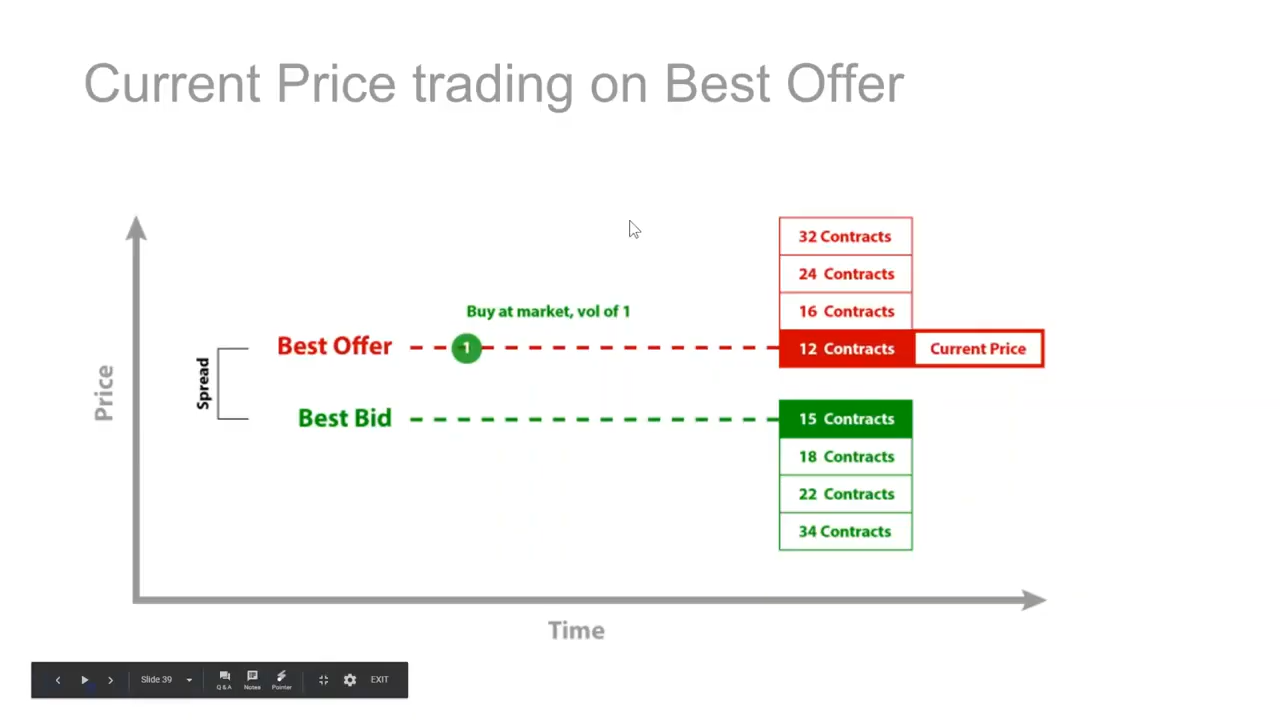 Current Price trading on Best Offer
32 Contracts
24 Contracts
Buy at market, vol of 1
16 Contracts
Best Offer
1
12 Contracts
Current Price
Spread
Price
Best Bid
15 Contracts
18 Contracts
22 Contracts
34 Contracts
Time
Slide 39
Q & A
Notes
Pointer
EXIT